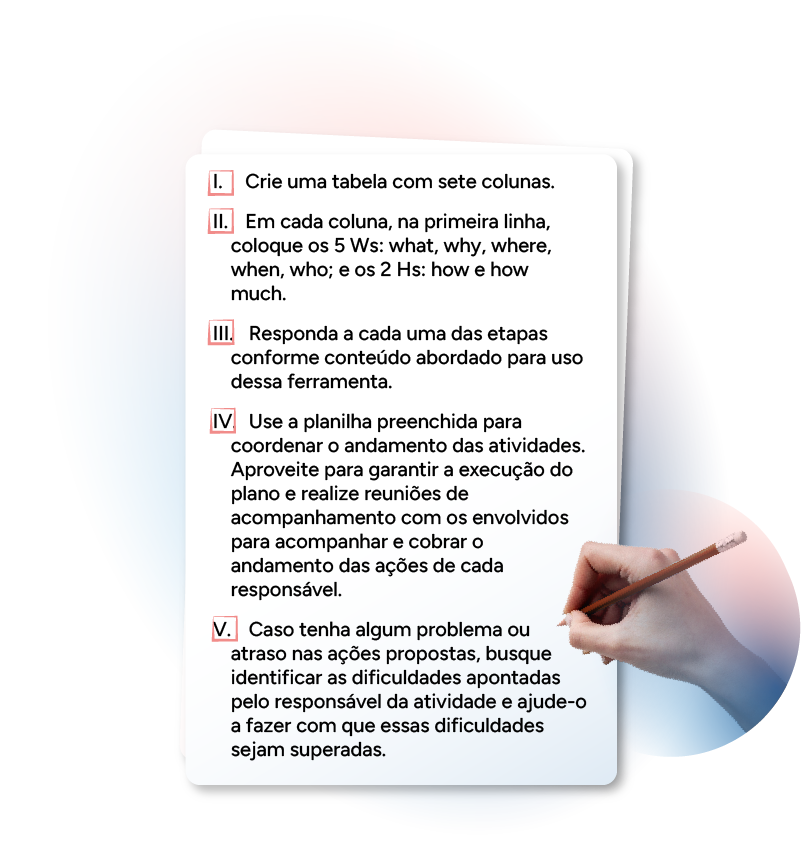 I. Crie uma tabela com sete colunas.
II. Em cada coluna, na primeira linha,
coloque os 5 Ws: what, why, where,
when, who; e os 2 Hs: how e how
much.
III. Responda a cada uma das etapas
conforme conteúdo abordado para uso
dessa ferramenta.
IV. Use a planilha preenchida para
coordenar o andamento das atividades.
Aproveite para garantir a execução do
plano e realize reuniões de
acompanhamento com os envolvidos
para acompanhar e cobrar o
andamento das ações de cada
responsável.
V. Caso tenha algum problema ou
atraso nas ações propostas, busque
identificar as dificuldades apontadas
pelo responsável da atividade e ajude-o
a fazer com que essas dificuldades
sejam superadas.